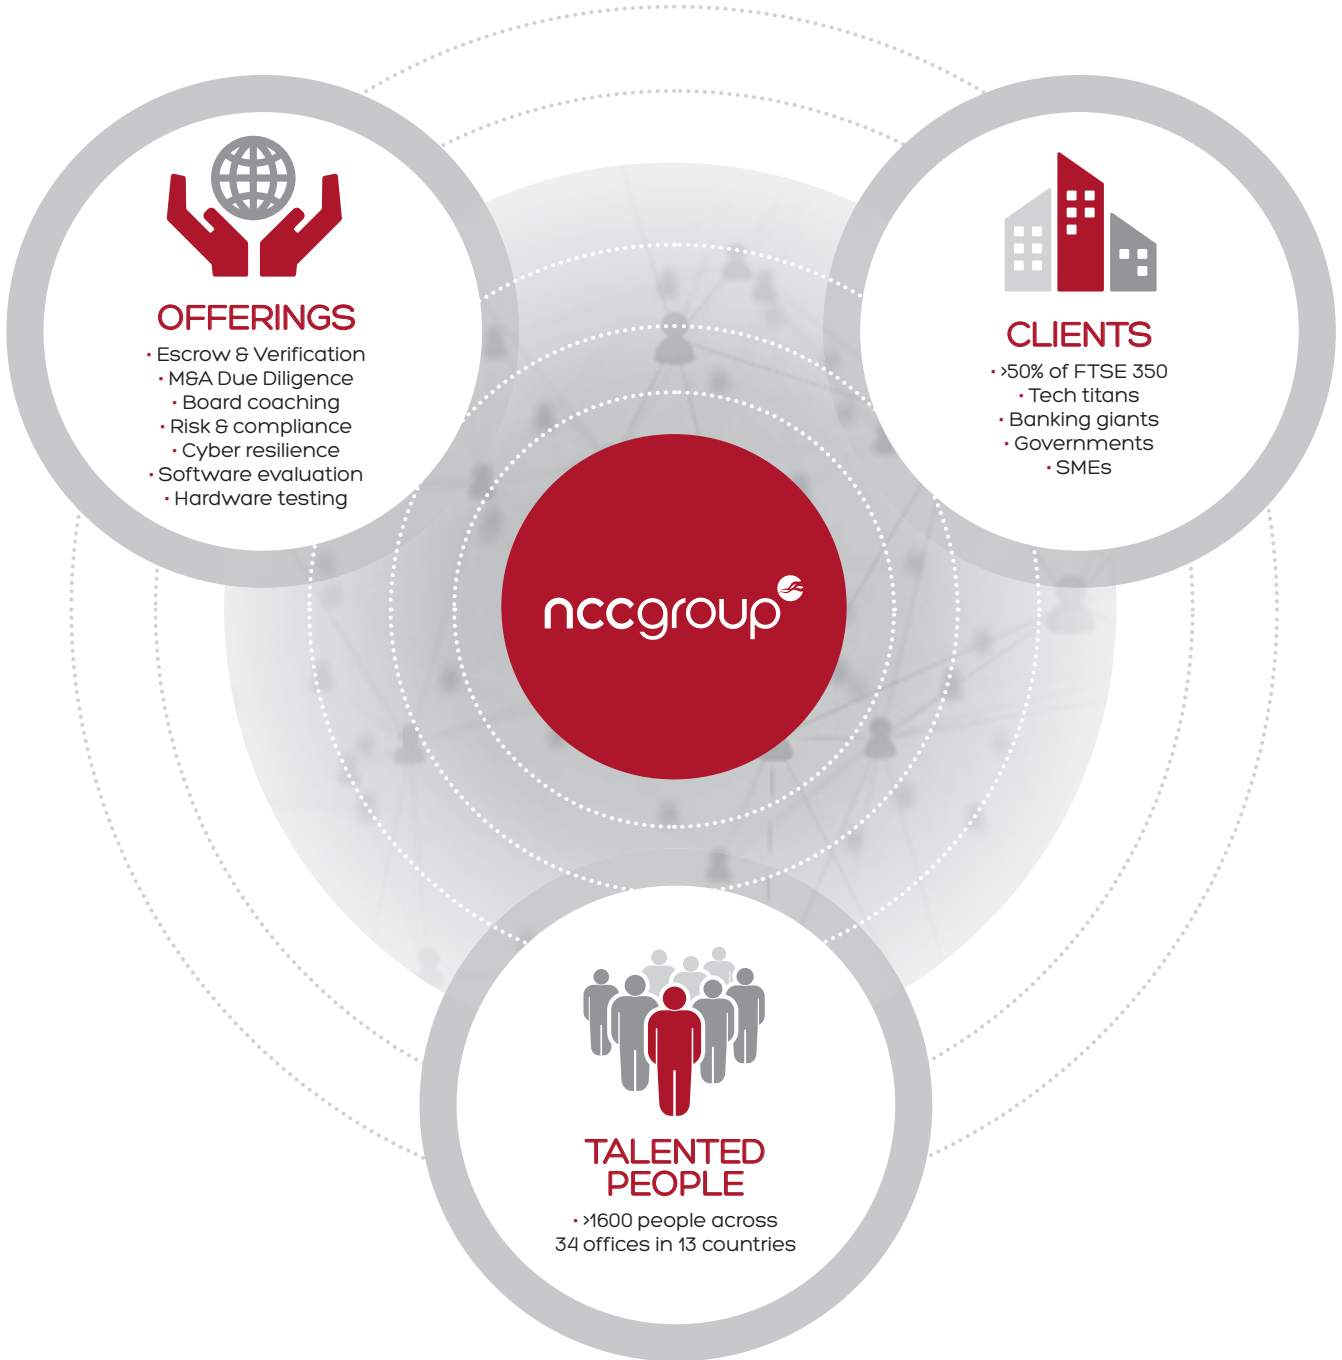 OFFERINGS
• Escrow & Verification
• M&A Due Diligence
• Board coaching
• Risk & compliance
• Cyber resilience
• Software evaluation
• Hardware testing
CLIENTS
• >50% of FTSE 350
• Tech titans
• Banking giants
• Governments
• SMEs
nccgroup
TALENTED
PEOPLE
• >1600 people across
34 offices in 13 countries